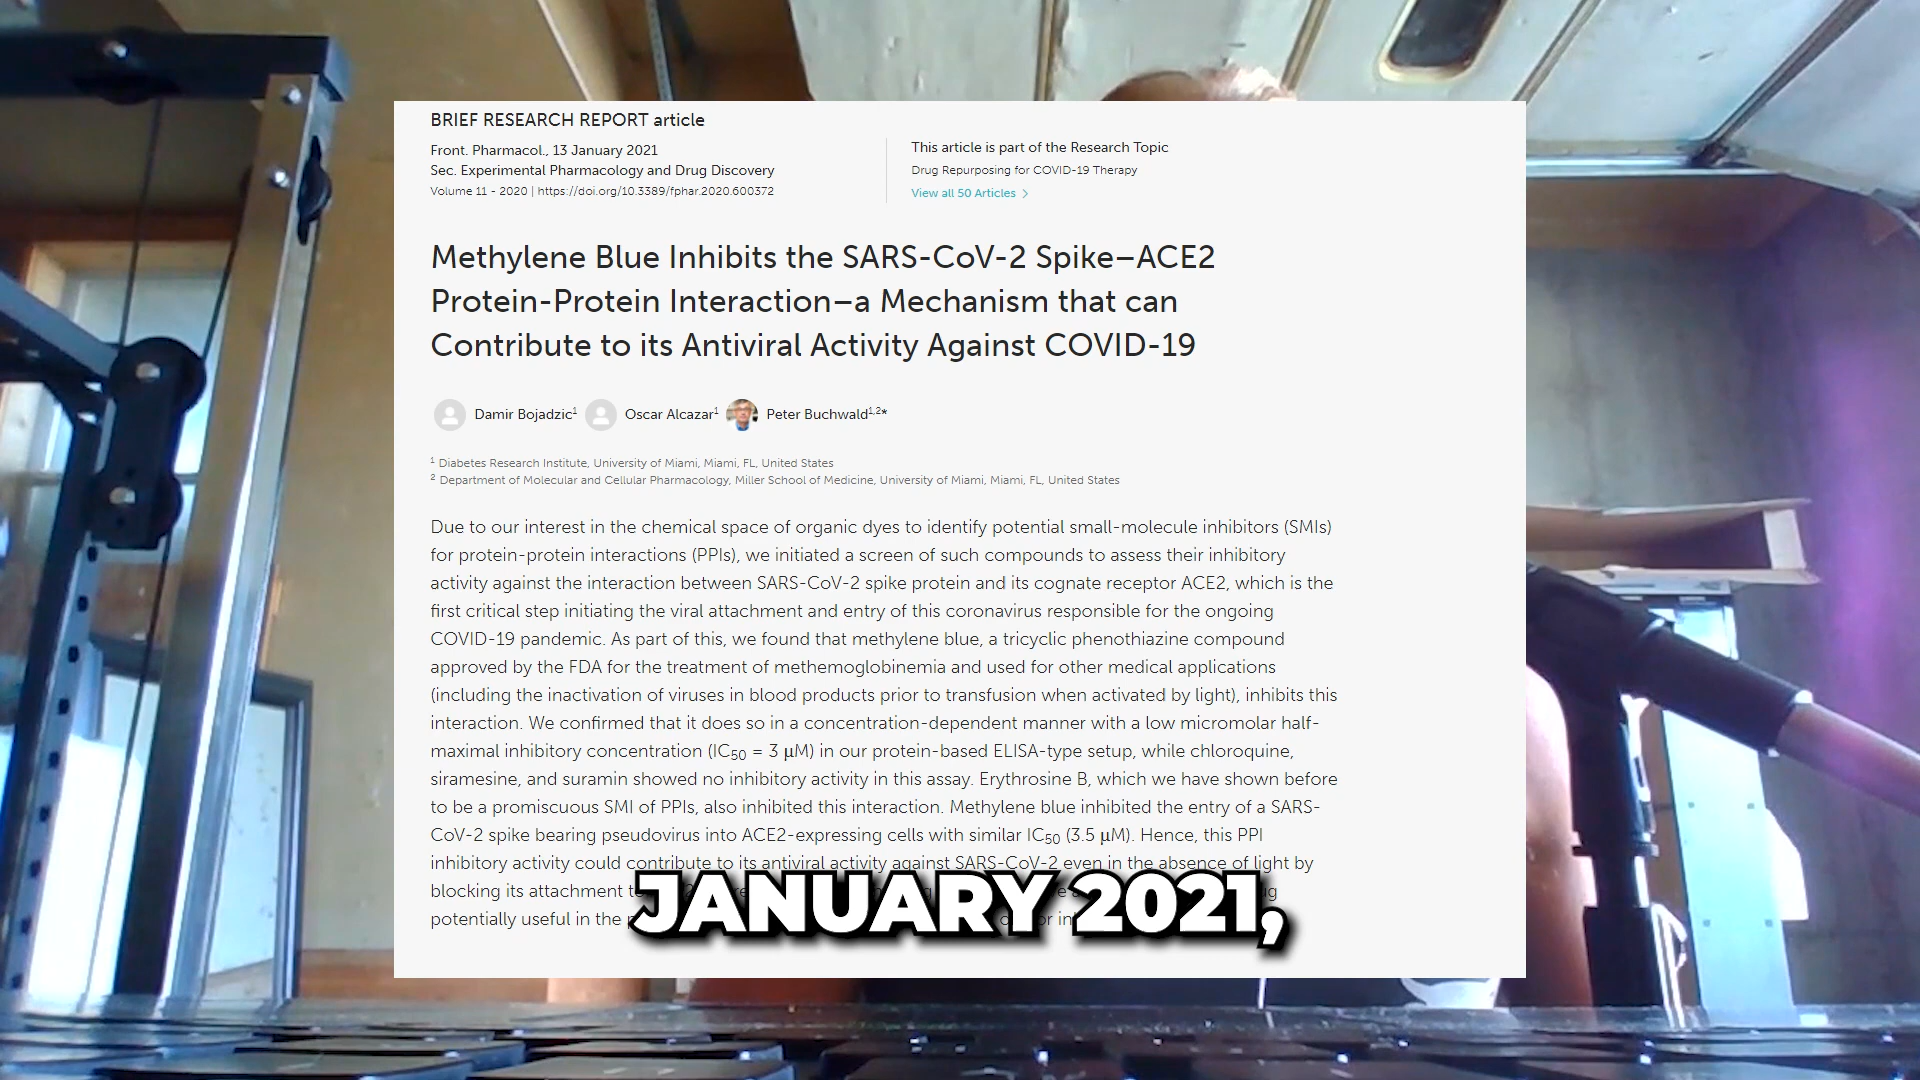 BRIEF RESEARCH REPORT article
Front. Pharmacol., 13 January 2021
Sec. Experimental Pharmacology and Drug Discovery
Volume 11 - 2020 | https://doi.org/10.3389/fphar.2020.600372
This article is part of the Research Topic
Drug Repurposing for COVID-19 Therapy
View all 50 Articles >
Methylene Blue Inhibits the SARS-CoV-2 Spike–ACE2
Protein-Protein Interaction–a Mechanism that can
Contribute to its Antiviral Activity Against COVID-19
Damir Bojadzic1 Oscar Alcazar1 Peter Buchwald1,2*
1 Diabetes Research Institute, University of Miami, Miami, FL, United States
2 Department of Molecular and Cellular Pharmacology, Miller School of Medicine, University of Miami, Miami, FL, United States
Due to our interest in the chemical space of organic dyes to identify potential small-molecule inhibitors (SMIs)
for protein-protein interactions (PPIs), we initiated a screen of such compounds to assess their inhibitory
activity against the interaction between SARS-CoV-2 spike protein and its cognate receptor ACE2, which is the
first critical step initiating the viral attachment and entry of this coronavirus responsible for the ongoing
COVID-19 pandemic. As part of this, we found that methylene blue, a tricyclic phenothiazine compound
approved by the FDA for the treatment of methemoglobinemia and used for other medical applications
(including the inactivation of viruses in blood products prior to transfusion when activated by light), inhibits this
interaction. We confirmed that it does so in a concentration-dependent manner with a low micromolar half-
maximal inhibitory concentration (IC50 = 3 μM) in our protein-based ELISA-type setup, while chloroquine,
siramesine, and suramin showed no inhibitory activity in this assay. Erythrosine B, which we have shown before
to be a promiscuous SMI of PPIs, also inhibited this interaction. Methylene blue inhibited the entry of a SARS-
CoV-2 spike bearing pseudovirus into ACE2-expressing cells with similar IC50 (3.5 μM). Hence, this PPI
inhibitory activity could contribute to its antiviral activity against SARS-CoV-2 even in the absence of light by
blocking its attachment
potentially useful in the
JANUARY 2021,